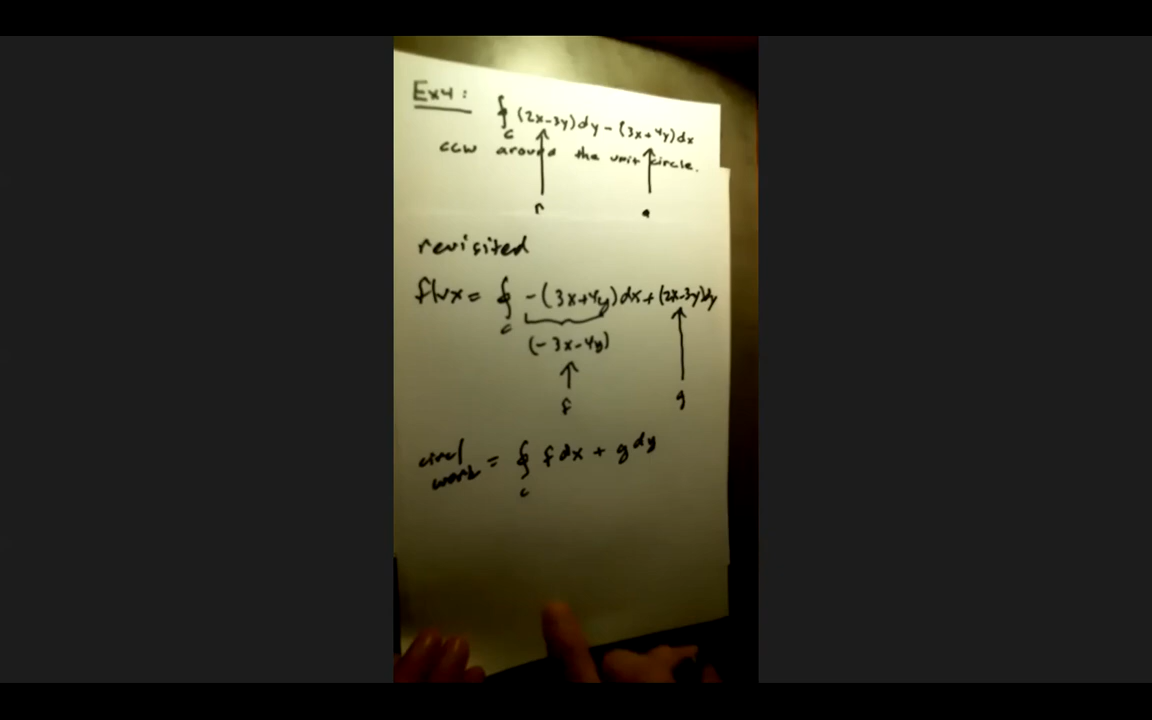 Ex4:
∮ (2x-3y)dy - (3x+4y)dx
c
ccw around the unit circle.
revisited
flux = ∮ -(3x+4y)dx + (2x-3y)dy
c
(-3x-4y)
f g
work = ∮ f dx + g dy
c